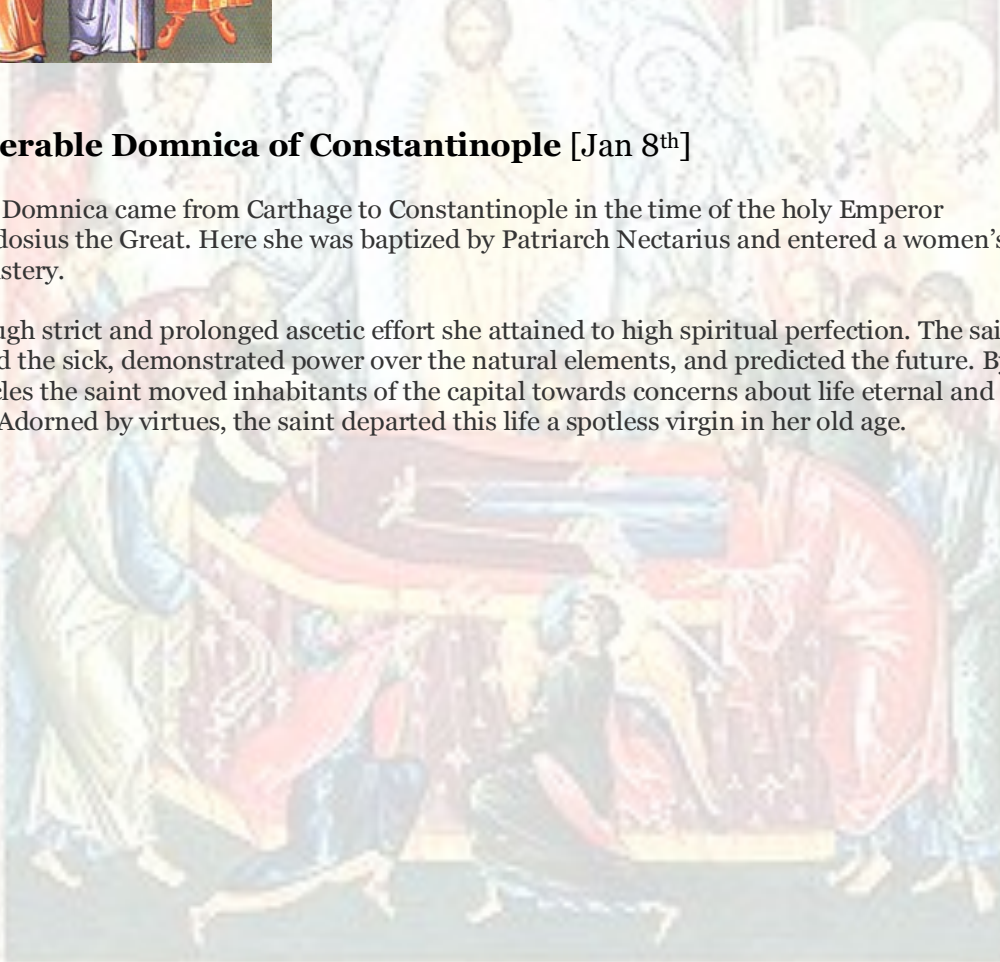 erable Domnica of Constantinople [Jan 8th]
Domnica came from Carthage to Constantinople in the time of the holy Emperor
dosius the Great. Here she was baptized by Patriarch Nectarius and entered a women’s
stery.
ugh strict and prolonged ascetic effort she attained to high spiritual perfection. The sai
d the sick, demonstrated power over the natural elements, and predicted the future. By
cles the saint moved inhabitants of the capital towards concerns about life eternal and
Adorned by virtues, the saint departed this life a spotless virgin in her old age.